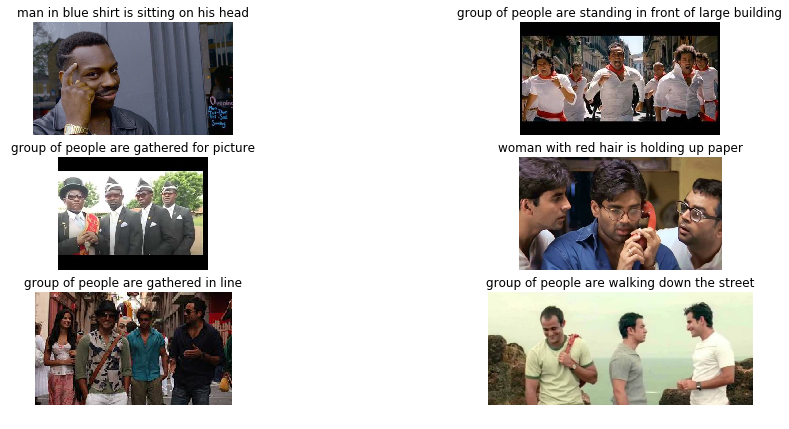 man in blue shirt is sitting on his head
group of people are standing in front of large building
group of people are gathered for picture
woman with red hair is holding up paper
group of people are gathered in line
group of people are walking down the street